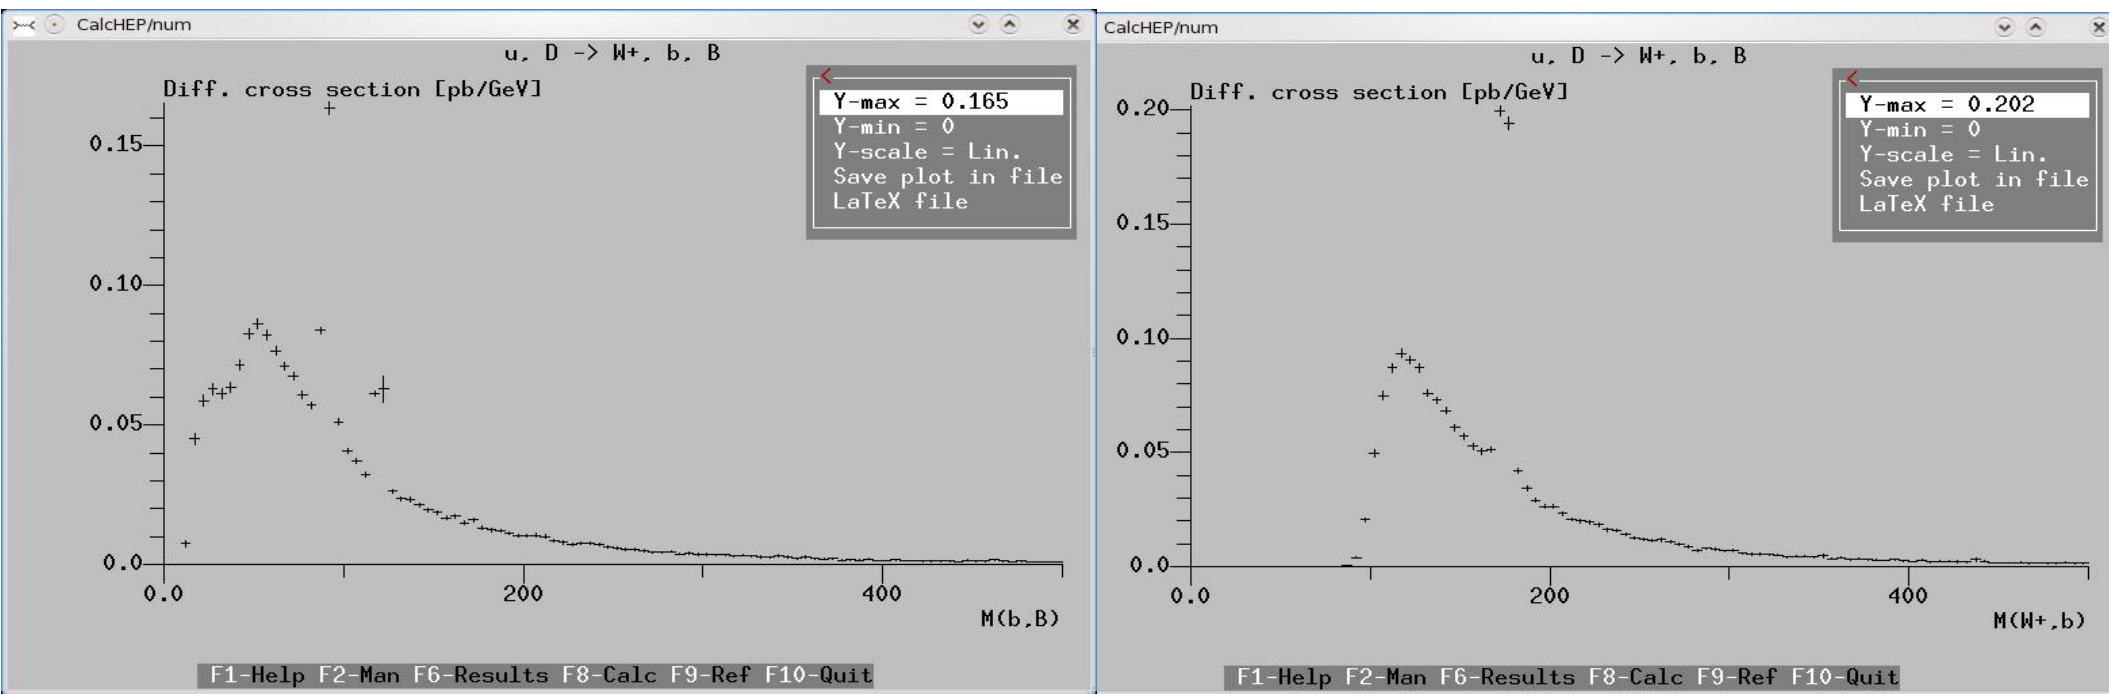 CalcHEP/num
u, D -> W+, b, B
Diff. cross section [pb/GeV]
<
Y-max = 0.165
Y-min = 0
Y-scale = Lin.
Save plot in file
LaTeX file
0.15
0.10
0.05
0.0
0.0 200 400
M(b,B)
F1-Help F2-Man F6-Results F8-Calc F9-Ref F10-Quit
CalcHEP/num
u, D -> W+, b, B
Diff. cross section [pb/GeV]
<
Y-max = 0.202
Y-min = 0
Y-scale = Lin.
Save plot in file
LaTeX file
0.20
0.15
0.10
0.05
0.0
0.0 200 400
M(W+,b)
F1-Help F2-Man F6-Results F8-Calc F9-Ref F10-Quit